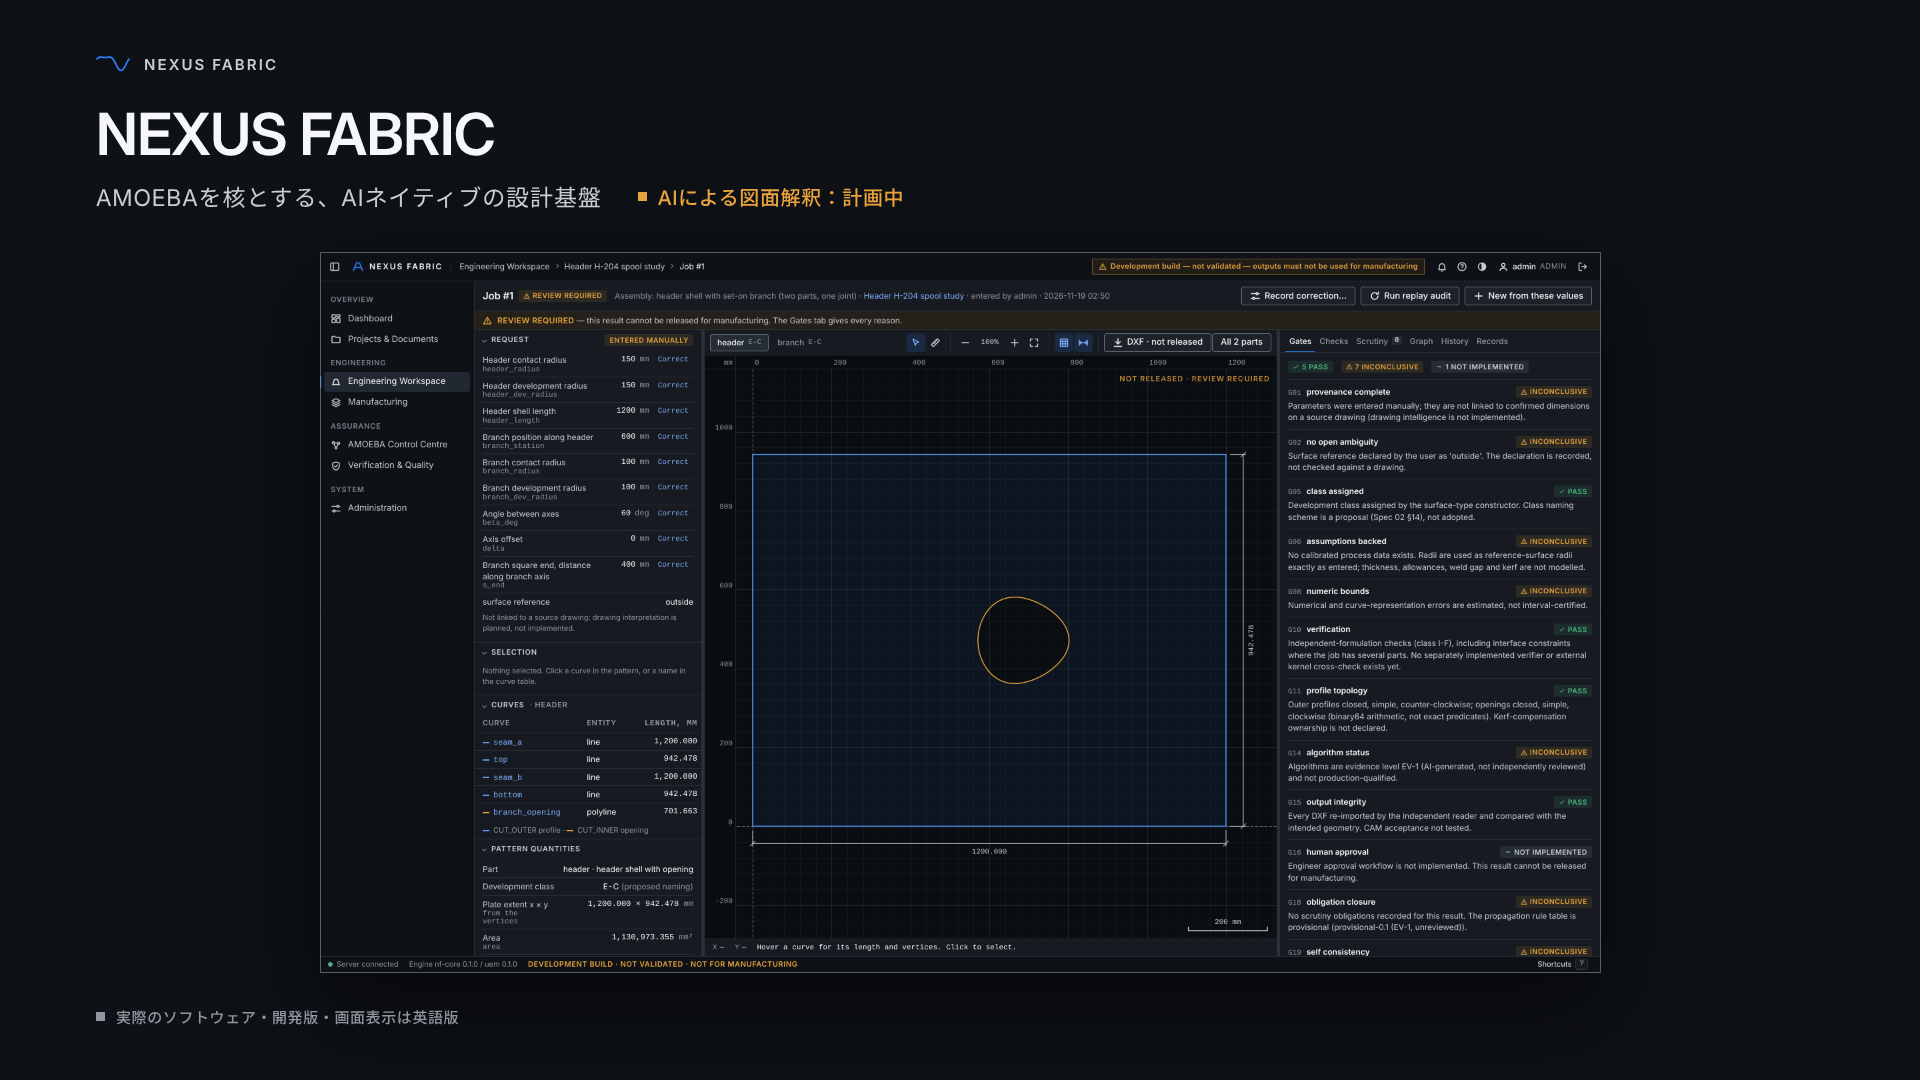 NEXUS FABRIC
NEXUS FABRIC
AMOEBAを核とする、AIネイティブの設計基盤
AIによる図面解釈：計画中
NEXUS FABRIC
Engineering Workspace > Header H-204 spool study > Job #1
Development build — not validated — outputs must not be used for manufacturing
admin ADMIN
OVERVIEW
Dashboard
Projects & Documents
ENGINEERING
Engineering Workspace
Manufacturing
ASSURANCE
AMOEBA Control Centre
Verification & Quality
SYSTEM
Administration
Job #1
REVIEW REQUIRED
Assembly: header shell with set-on branch (two parts, one joint) · Header H-204 spool study · entered by admin · 2026-11-19 02:50
Record correction...
Run replay audit
New from these values
REVIEW REQUIRED — this result cannot be released for manufacturing. The Gates tab gives every reason.
REQUEST
ENTERED MANUALLY
Header contact radius 150 mm Correct
header_radius
Header development radius 150 mm Correct
header_dev_radius
Header shell length 1200 mm Correct
header_length
Branch position along header 600 mm Correct
branch_station
Branch contact radius 100 mm Correct
branch_radius
Branch development radius 100 mm Correct
branch_dev_radius
Angle between axes 60 deg Correct
beta_deg
Axis offset 0 mm Correct
delta
Branch square end, distance 400 mm Correct
along branch axis
s_end
surface reference outside
Not linked to a source drawing: drawing interpretation is
planned, not implemented.
SELECTION
Nothing selected. Click a curve in the pattern, or a name in
the curve table.
CURVES · HEADER
CURVE ENTITY LENGTH, MM
seam_a line 1,200.000
top line 942.478
seam_b line 1,200.000
bottom line 942.478
branch_opening polyline 701.663
CUT_OUTER profile · CUT_INNER opening
PATTERN QUANTITIES
Part header · header shell with opening
Development class E-C (proposed naming)
Plate extent x × y 1,200.000 × 942.478 mm
from the
vertices
Area 1,130,973.355 mm²
area
header E-C
branch E-C
100%
DXF · not released
All 2 parts
mm 0 200 400 600 800 1000 1200
NOT RELEASED · REVIEW REQUIRED
1000
800
600
400
200
0
-200
942.478
1200.000
200 mm
X — Y — Hover a curve for its length and vertices. Click to select.
Gates Checks Scrutiny 0 Graph History Records
5 PASS
7 INCONCLUSIVE
1 NOT IMPLEMENTED
G01 provenance complete INCONCLUSIVE
Parameters were entered manually; they are not linked to confirmed dimensions
on a source drawing (drawing intelligence is not implemented).
G02 no open ambiguity INCONCLUSIVE
Surface reference declared by the user as 'outside'. The declaration is recorded,
not checked against a drawing.
G05 class assigned PASS
Development class assigned by the surface-type constructor. Class naming
scheme is a proposal (Spec 02 §14), not adopted.
G06 assumptions backed INCONCLUSIVE
No calibrated process data exists. Radii are used as reference-surface radii
exactly as entered; thickness, allowances, weld gap and kerf are not modelled.
G08 numeric bounds INCONCLUSIVE
Numerical and curve-representation errors are estimated, not interval-certified.
G10 verification PASS
Independent-formulation checks (class I-F), including interface constraints
where the job has several parts. No separately implemented verifier or external
kernel cross-check exists yet.
G11 profile topology PASS
Outer profiles closed, simple, counter-clockwise; openings closed, simple,
clockwise (binary64 arithmetic, not exact predicates). Kerf-compensation
ownership is not declared.
G14 algorithm status INCONCLUSIVE
Algorithms are evidence level EV-1 (AI-generated, not independently reviewed)
and not production-qualified.
G15 output integrity PASS
Every DXF re-imported by the independent reader and compared with the
intended geometry. CAM acceptance not tested.
G16 human approval NOT IMPLEMENTED
Engineer approval workflow is not implemented. This result cannot be released
for manufacturing.
G18 obligation closure INCONCLUSIVE
No scrutiny obligations recorded for this result. The propagation rule table is
provisional (provisional-0.1 (EV-1, unreviewed)).
G19 self consistency INCONCLUSIVE
Server connected Engine nf-core 0.1.0 / uem 0.1.0 DEVELOPMENT BUILD · NOT VALIDATED · NOT FOR MANUFACTURING
Shortcuts ?
実際のソフトウェア・開発版・画面表示は英語版